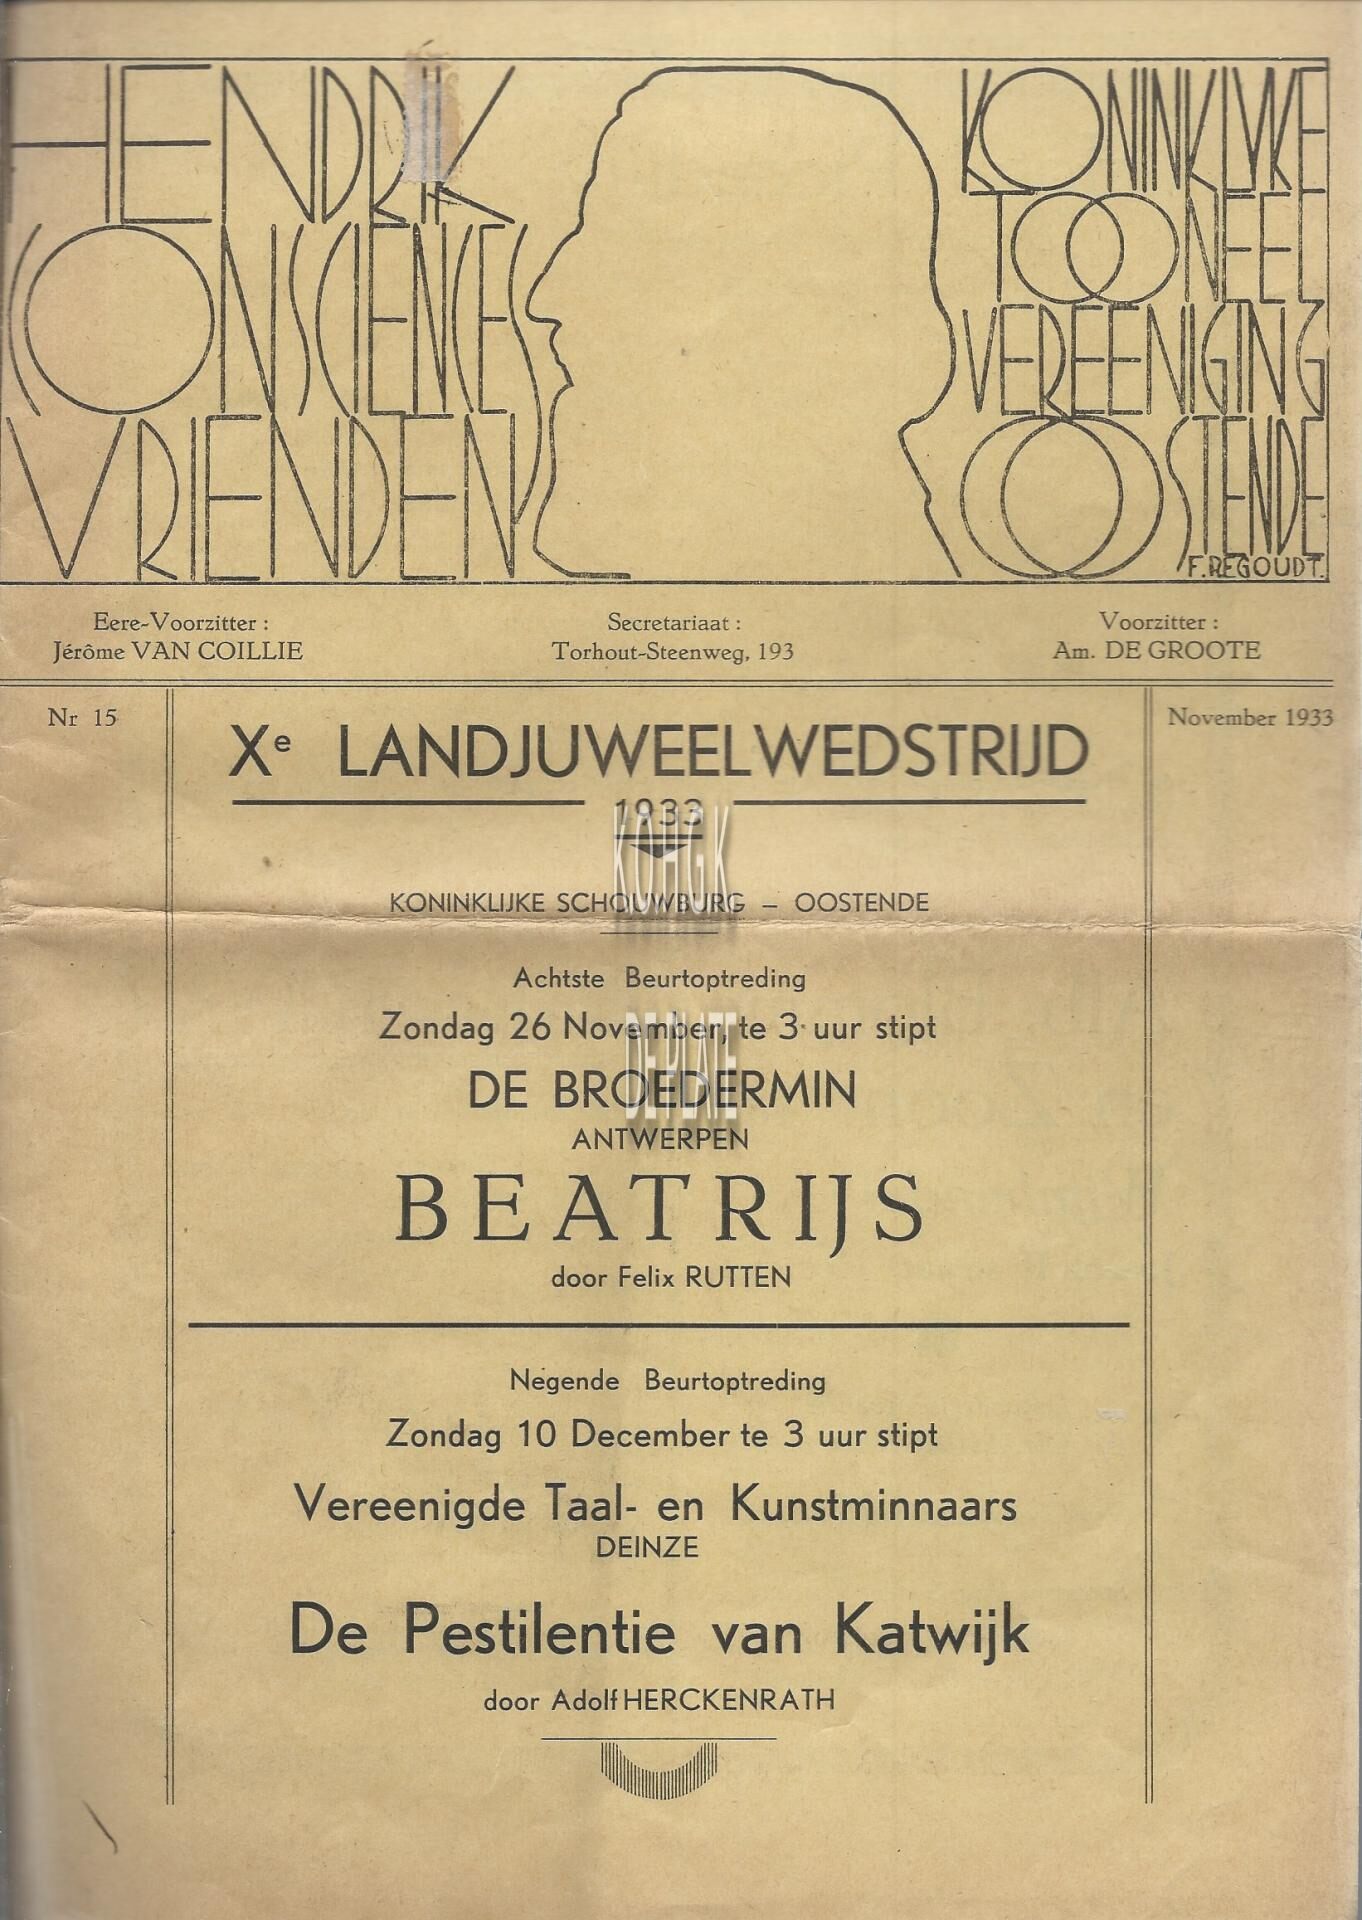 HENDRIK
CONSCIENCES
VRIENDEN
KONINKLYKE
TOONEEL
VEREENIGING
OOSTENDE
F. REGOUDT.
Eere-Voorzitter :
Jérôme VAN COILLIE
Secretariaat :
Torhout-Steenweg, 193
Voorzitter :
Am. DE GROOTE
Nr 15
November 1933
Xe LANDJUWEELWEDSTRIJD
1933
KOHGK
KONINKLIJKE SCHOUWBURG – OOSTENDE
Achtste Beurtoptreding
Zondag 26 November, te 3 uur stipt
DE PLATE
DE BROEDERMIN
ANTWERPEN
BEATRIJS
door Felix RUTTEN
Negende Beurtoptreding
Zondag 10 December te 3 uur stipt
Vereenigde Taal- en Kunstminnaars
DEINZE
De Pestilentie van Katwijk
door Adolf HERCKENRATH